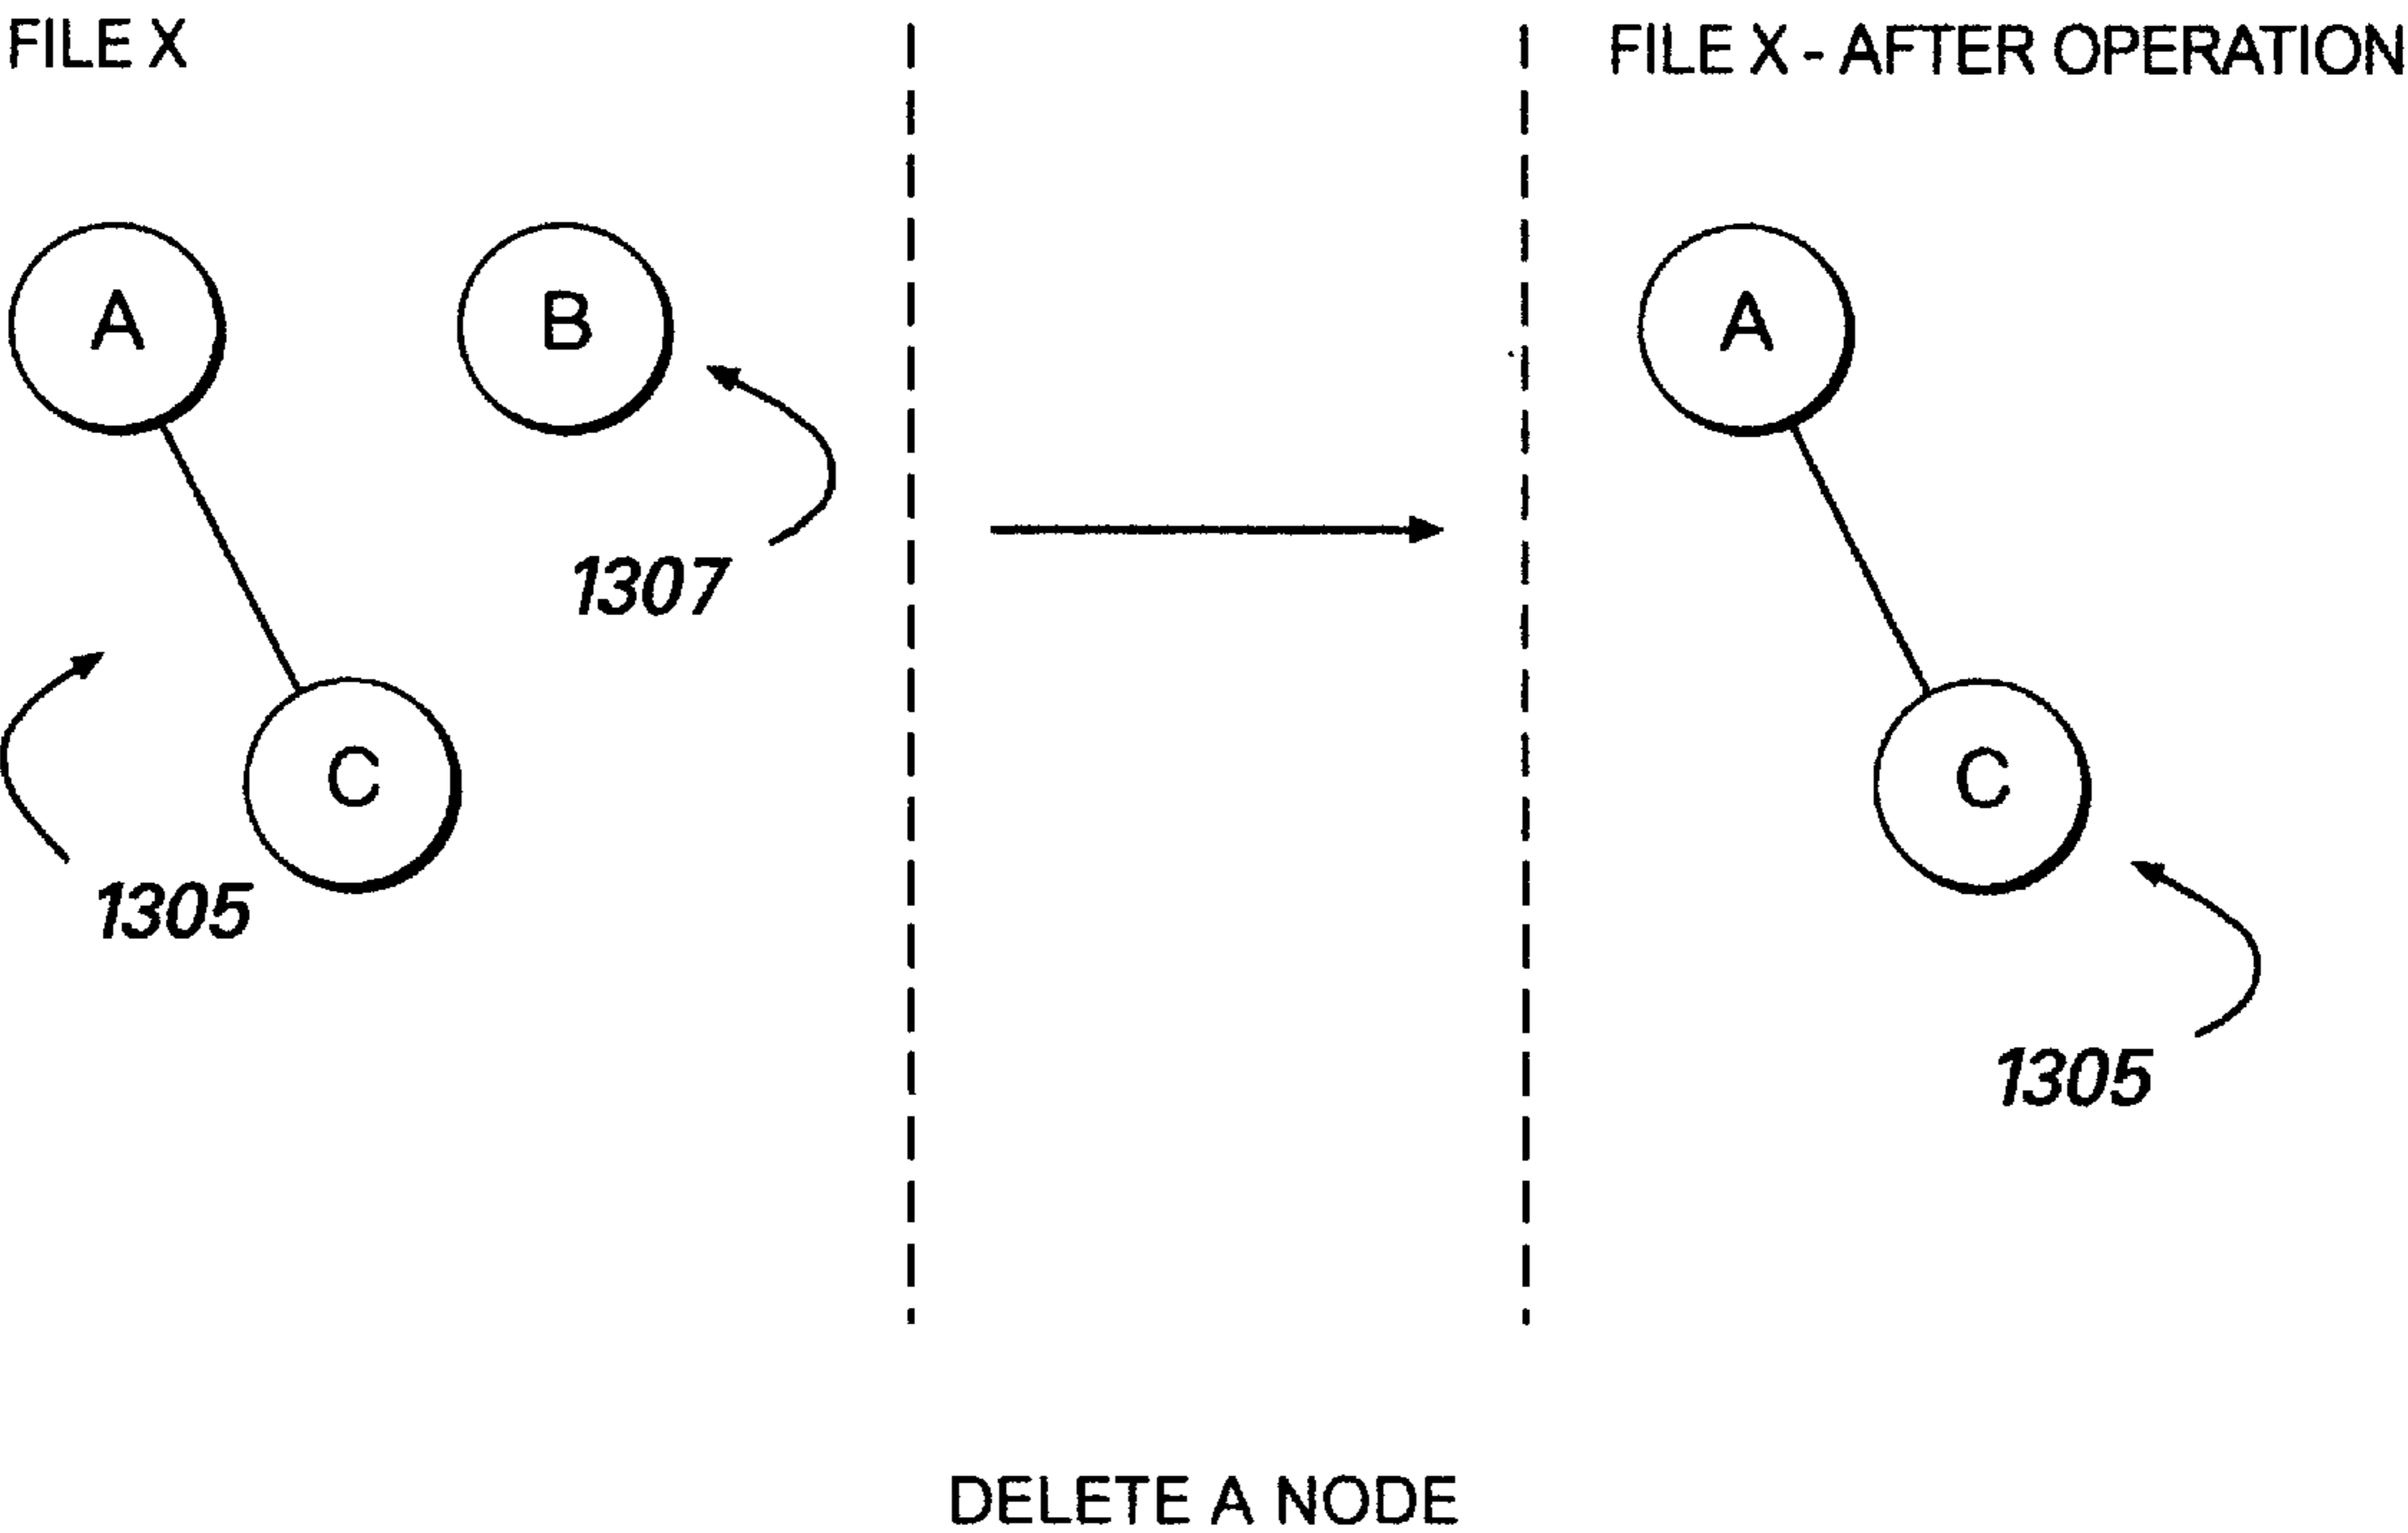 FILE X
FILE X - AFTER OPERATION
A
B
A
1307
C
C
1305
1305
DELETE A NODE